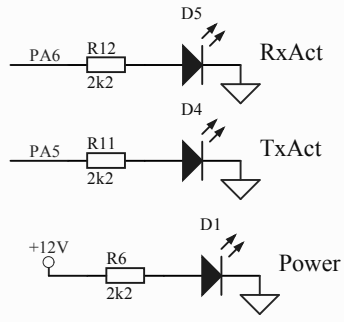 D5
PA6 R12 RxAct
2k2
D4
PA5 R11 TxAct
2k2
D1
+12V R6 Power
2k2